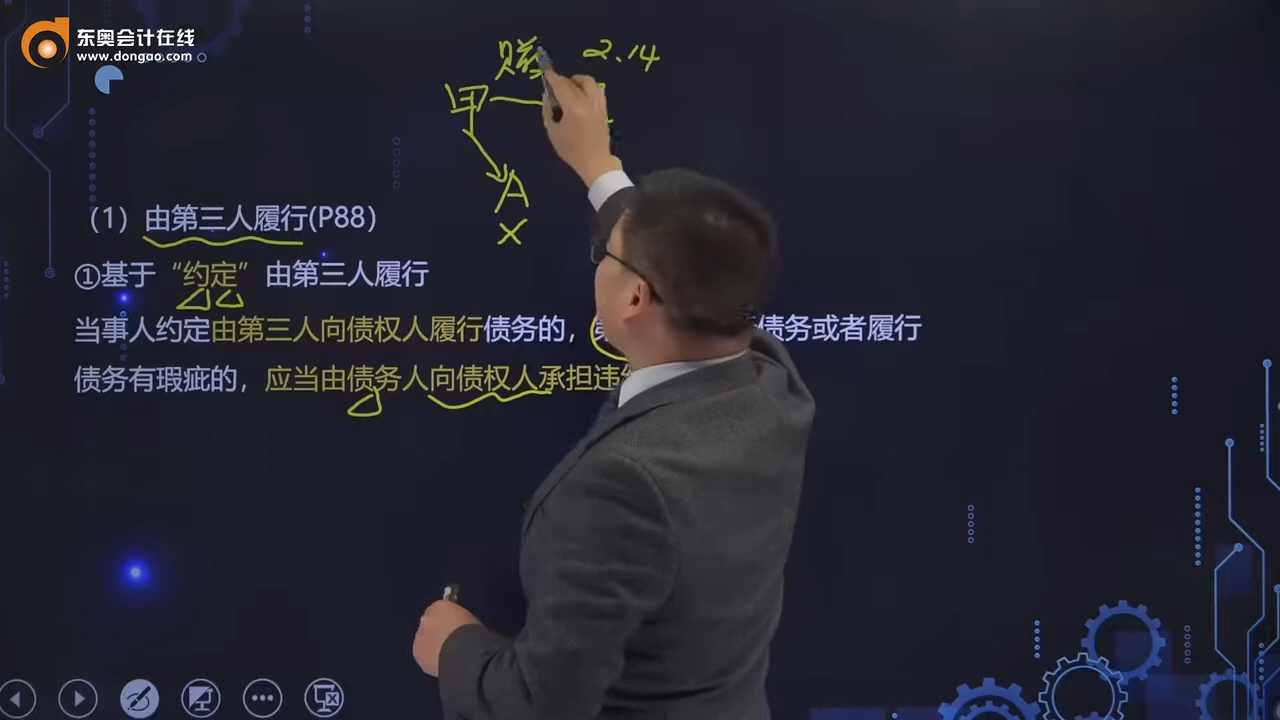 东奥会计在线
www.dongao.com
2.14
甲
A
X
（1）由第三人履行(P88）
①基于“约定”由第三人履行
当事人约定由第三人向债权人履行债务的，债务或者履行
债务有瑕疵的，应当由债务人向债权人承担违